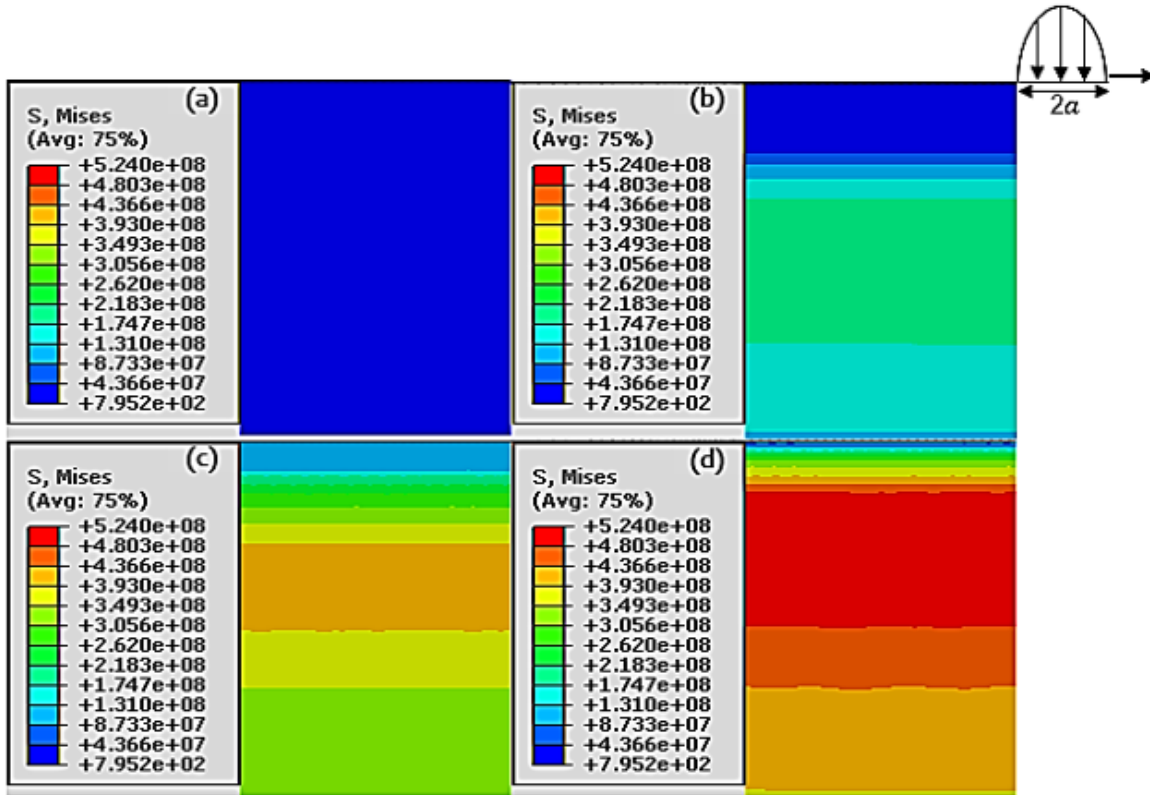 (a)
S, Mises
(Avg: 75%)
+5.240e+08
+4.803e+08
+4.366e+08
+3.930e+08
+3.493e+08
+3.056e+08
+2.620e+08
+2.183e+08
+1.747e+08
+1.310e+08
+8.733e+07
+4.366e+07
+7.952e+02
(b)
S, Mises
(Avg: 75%)
+5.240e+08
+4.803e+08
+4.366e+08
+3.930e+08
+3.493e+08
+3.056e+08
+2.620e+08
+2.183e+08
+1.747e+08
+1.310e+08
+8.733e+07
+4.366e+07
+7.952e+02
2a
(c)
S, Mises
(Avg: 75%)
+5.240e+08
+4.803e+08
+4.366e+08
+3.930e+08
+3.493e+08
+3.056e+08
+2.620e+08
+2.183e+08
+1.747e+08
+1.310e+08
+8.733e+07
+4.366e+07
+7.952e+02
(d)
S, Mises
(Avg: 75%)
+5.240e+08
+4.803e+08
+4.366e+08
+3.930e+08
+3.493e+08
+3.056e+08
+2.620e+08
+2.183e+08
+1.747e+08
+1.310e+08
+8.733e+07
+4.366e+07
+7.952e+02